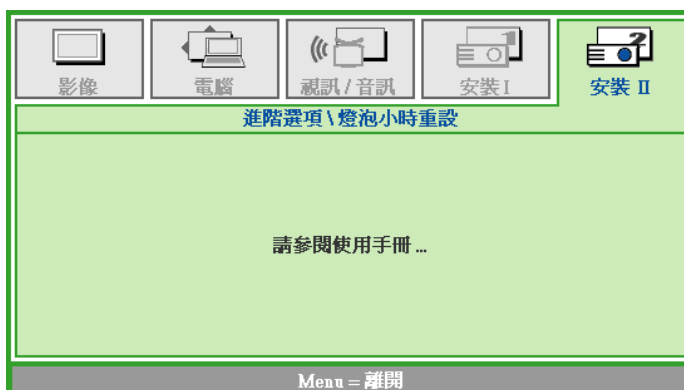 影像
電腦
視訊 / 音訊
安裝 I
安裝 II
進階選項 \ 燈泡小時重設
請參閱使用手冊 ...
Menu = 離開